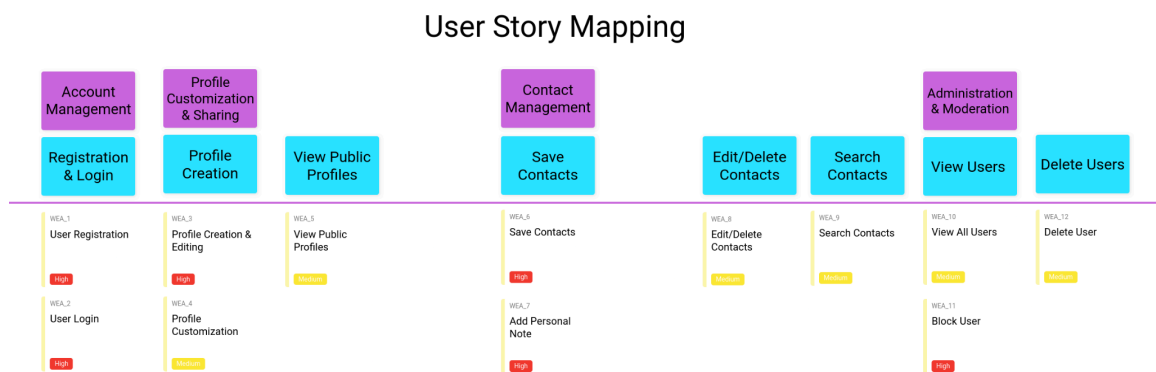 User Story Mapping
Account
Management
Profile
Customization
& Sharing
Contact
Management
Administration
& Moderation
Registration
& Login
Profile
Creation
View Public
Profiles
Save
Contacts
Edit/Delete
Contacts
Search
Contacts
View Users
Delete Users
WEA_1
User Registration
High
WEA_3
Profile Creation &
Editing
High
WEA_5
View Public
Profiles
Medium
WEA_6
Save Contacts
High
WEA_8
Edit/Delete
Contacts
Medium
WEA_9
Search Contacts
Medium
WEA_10
View All Users
Medium
WEA_12
Delete User
Medium
WEA_2
User Login
High
WEA_4
Profile
Customization
Medium
WEA_7
Add Personal
Note
High
WEA_11
Block User
High